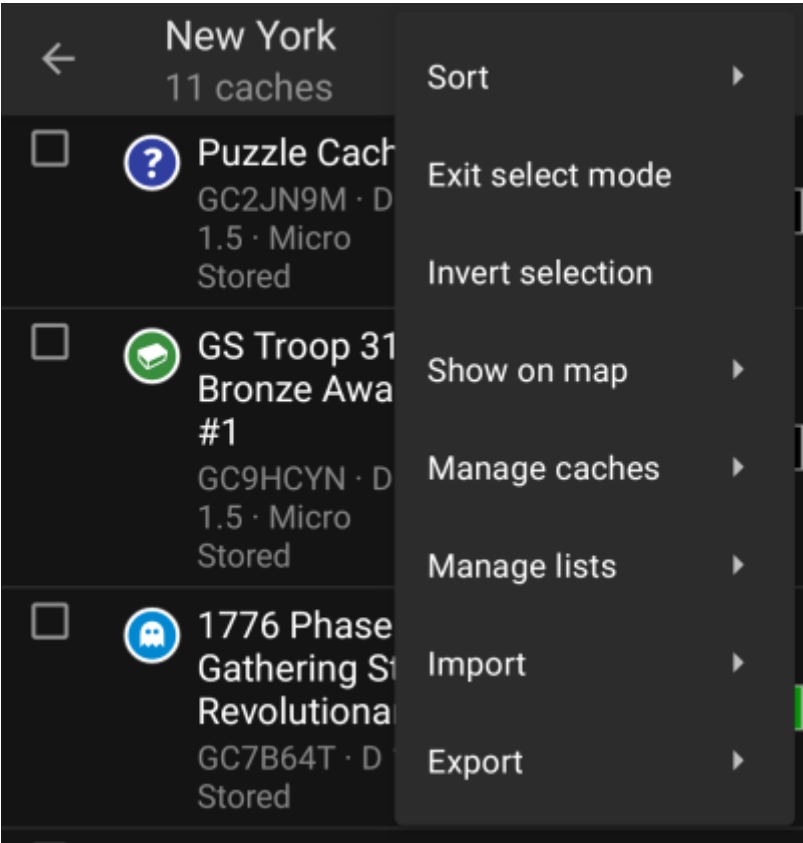 New York
11 caches
Puzzle Cach
GC2JN9M · D
1.5 · Micro
Stored
GS Troop 31
Bronze Awa
#1
GC9HCYN · D
1.5 · Micro
Stored
1776 Phase
Gathering St
Revolutiona
GC7B64T · D
Stored
Sort
Exit select mode
Invert selection
Show on map
Manage caches
Manage lists
Import
Export